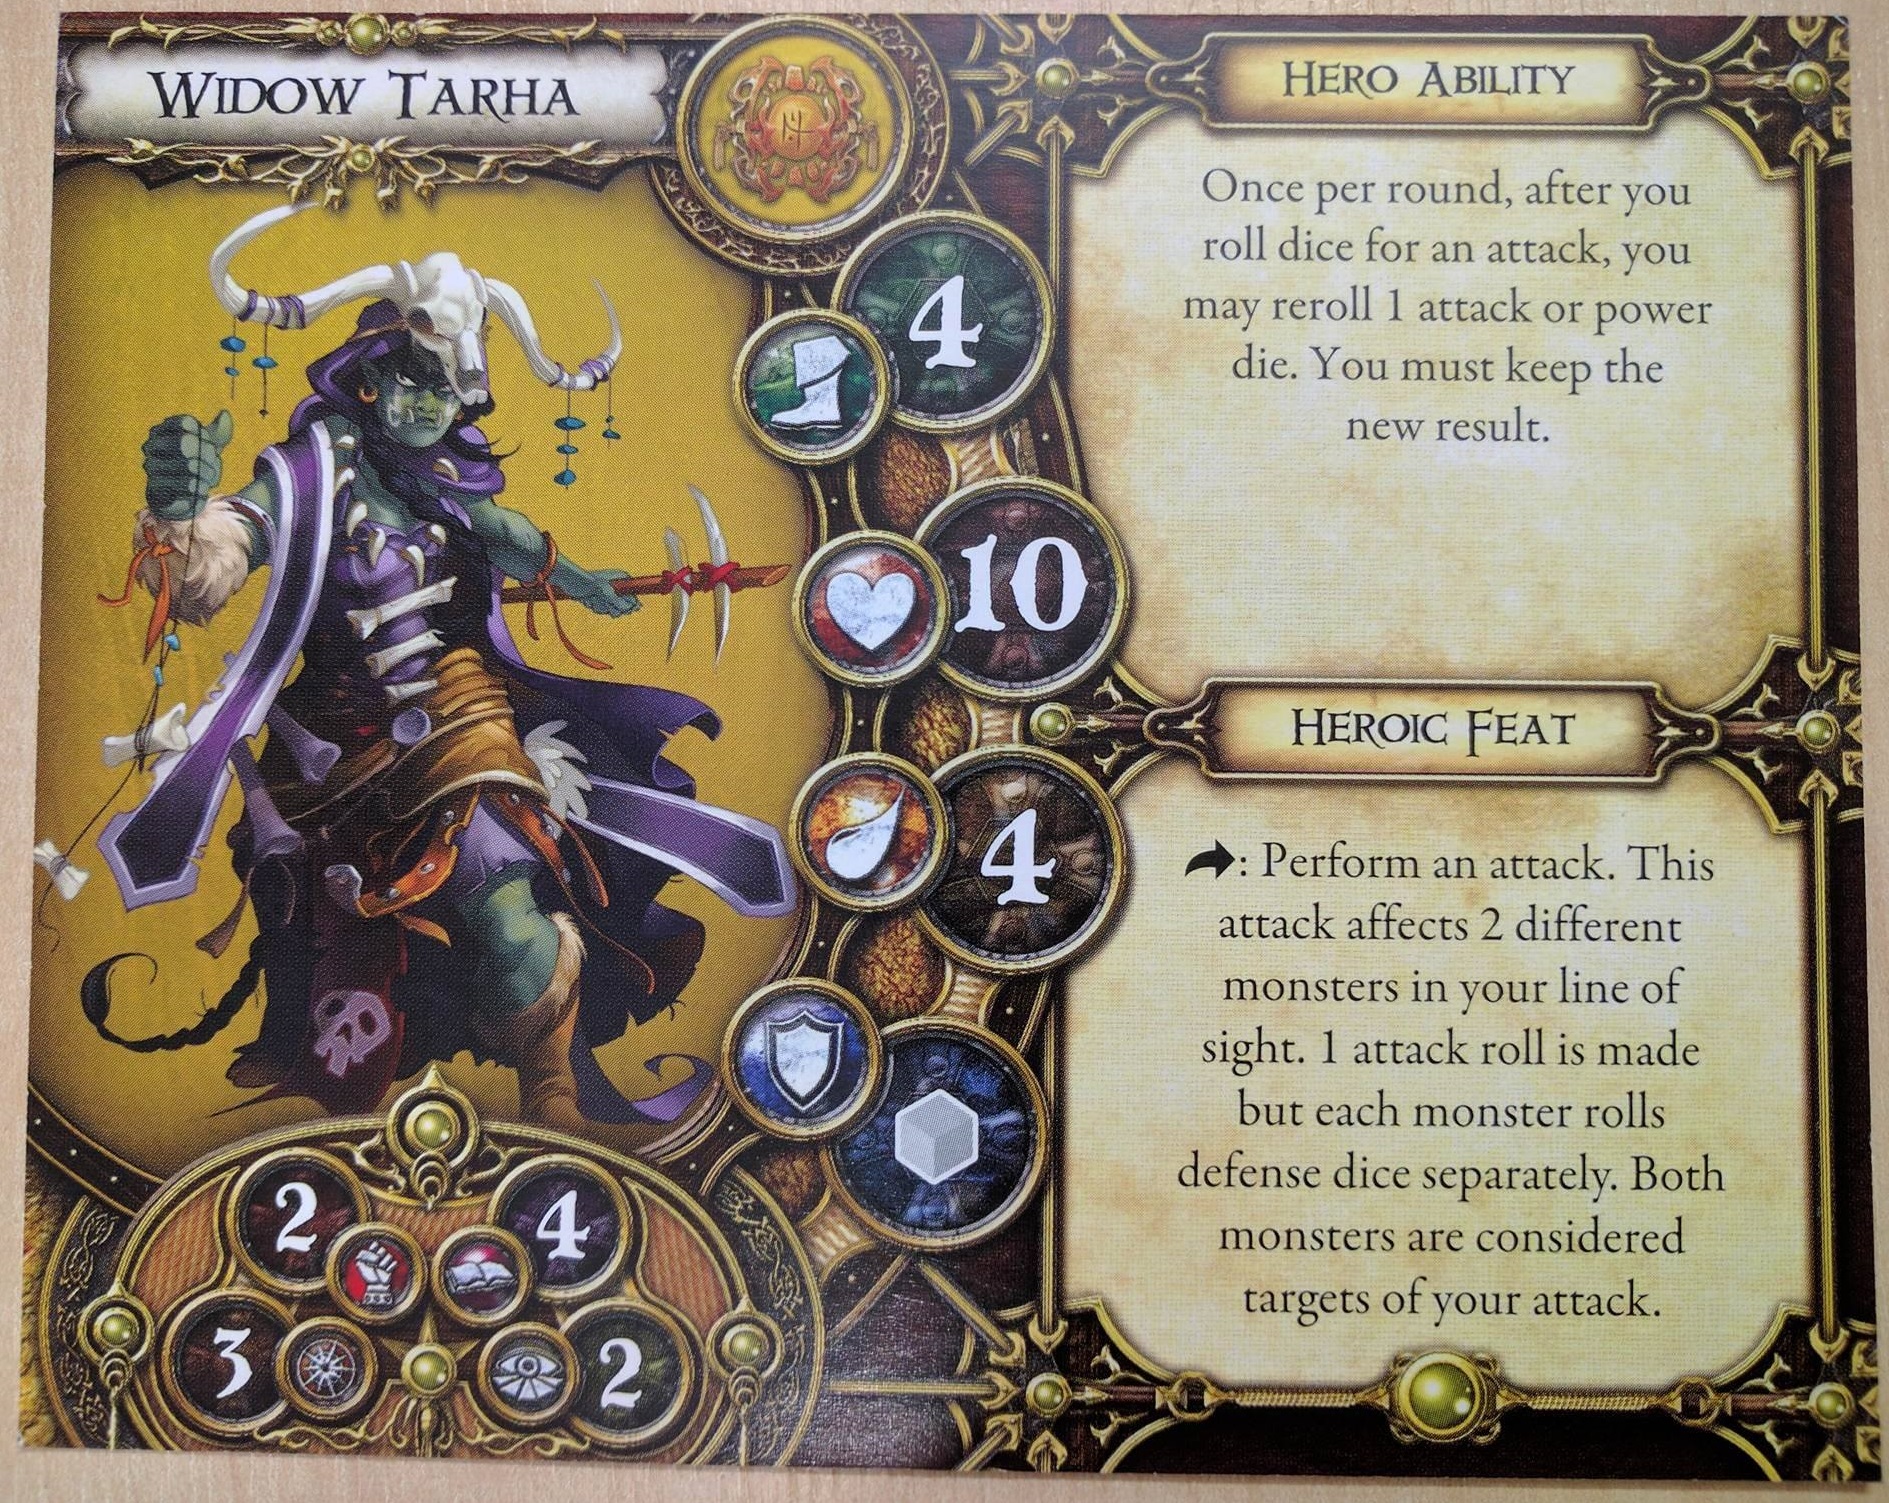 Widow Tarha
4
10
4
2
4
3
2
Hero Ability
Once per round, after you
roll dice for an attack, you
may reroll 1 attack or power
die. You must keep the
new result.
Heroic Feat
: Perform an attack. This
attack affects 2 different
monsters in your line of
sight. 1 attack roll is made
but each monster rolls
defense dice separately. Both
monsters are considered
targets of your attack.